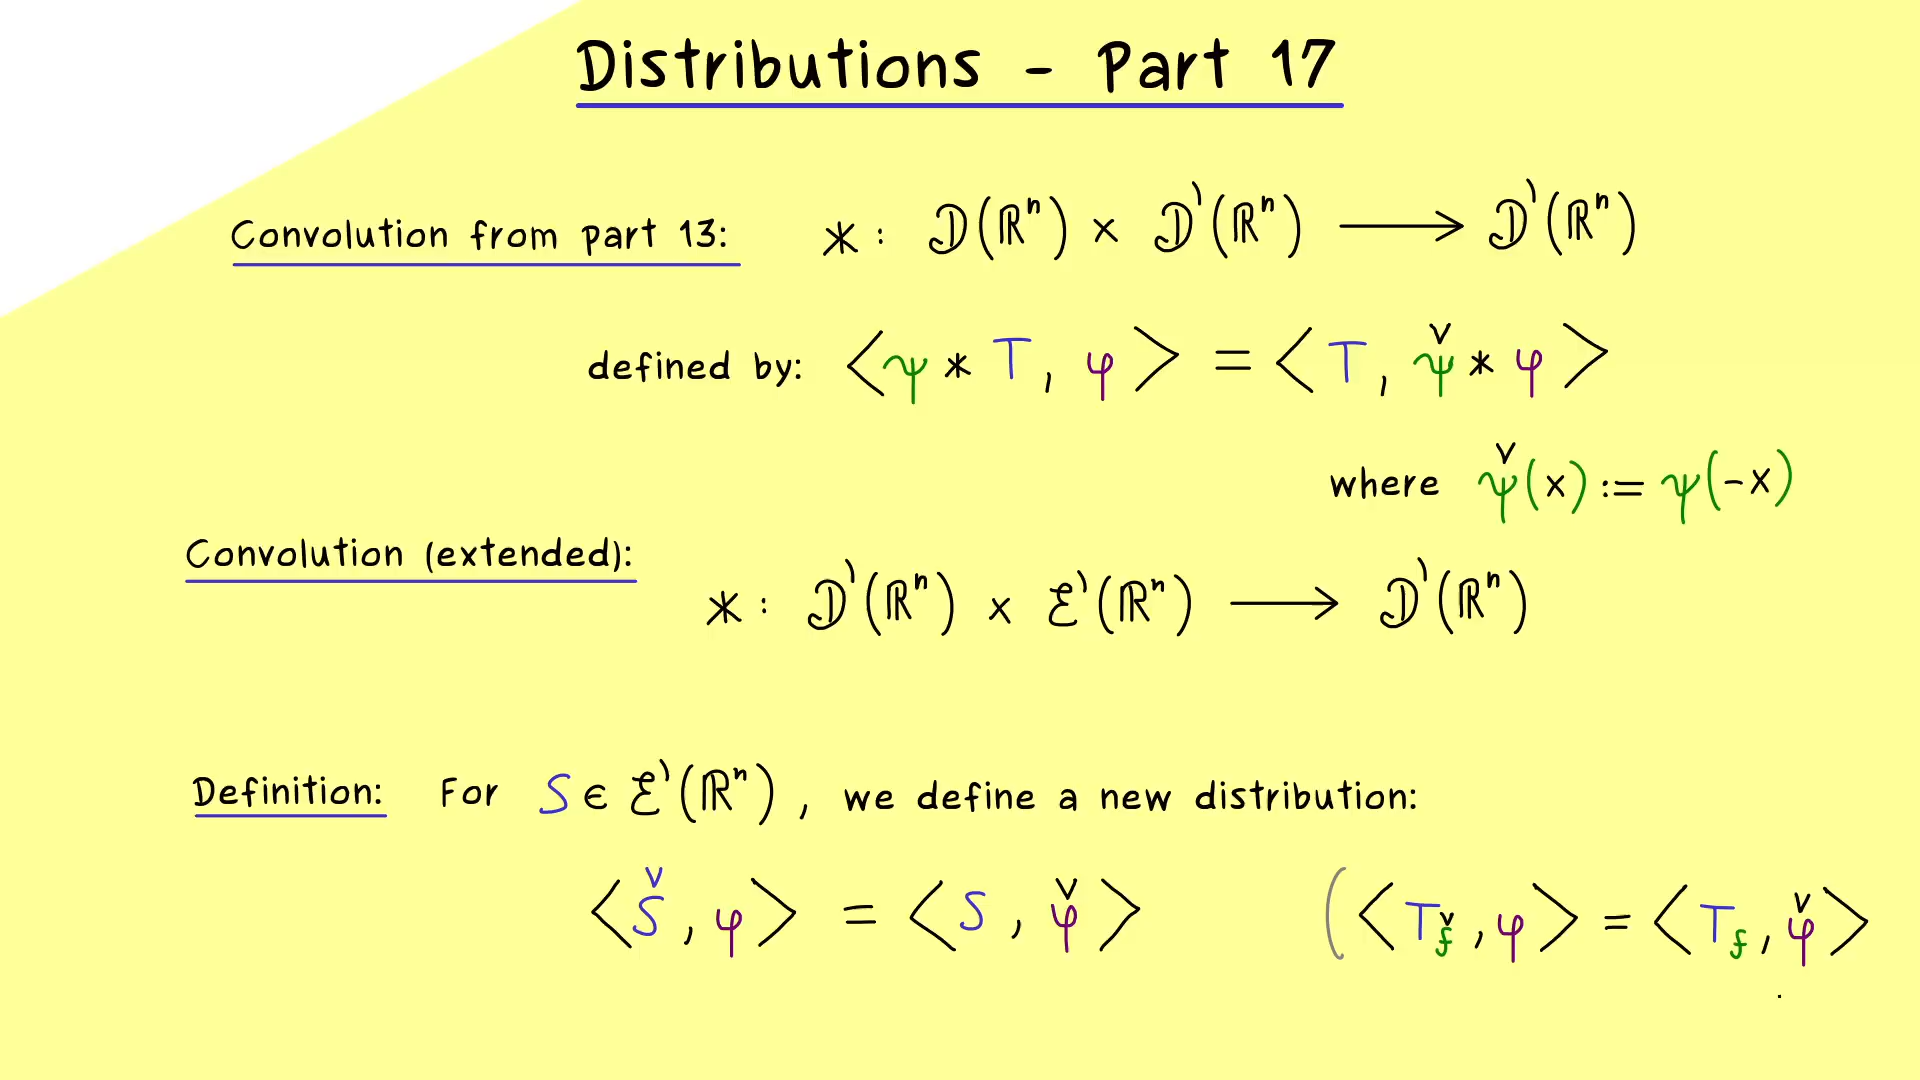 Distributions - Part 17
Convolution from part 13: * : 𝒟(ℝⁿ) × 𝒟'(ℝⁿ) ⟶ 𝒟'(ℝⁿ)
defined by: ⟨ψ * T, φ⟩ = ⟨T, ψ̌ * φ⟩
where ψ̌(x) := ψ(-x)
Convolution (extended):
* : 𝒟'(ℝⁿ) × ℰ'(ℝⁿ) ⟶ 𝒟'(ℝⁿ)
Definition: For S ∈ ℰ'(ℝⁿ), we define a new distribution:
⟨Š, φ⟩ = ⟨S, φ̌⟩ (⟨T_f̌, φ⟩ = ⟨T_f, φ̌⟩